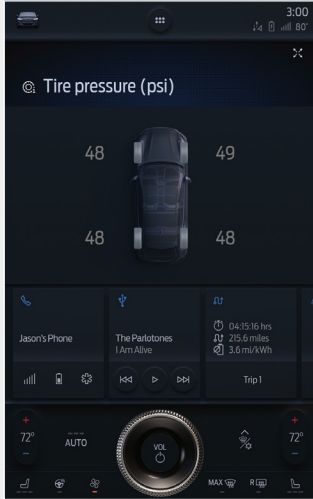 3:00
80°
Tire pressure (psi)
48
49
48
48
Jason's Phone
The Parlotones
I Am Alive
04:15:16 hrs
215.6 miles
3.6 mi/kWh
Trip 1
+
72°
−
AUTO
VOL
+
72°
−
MAX
R